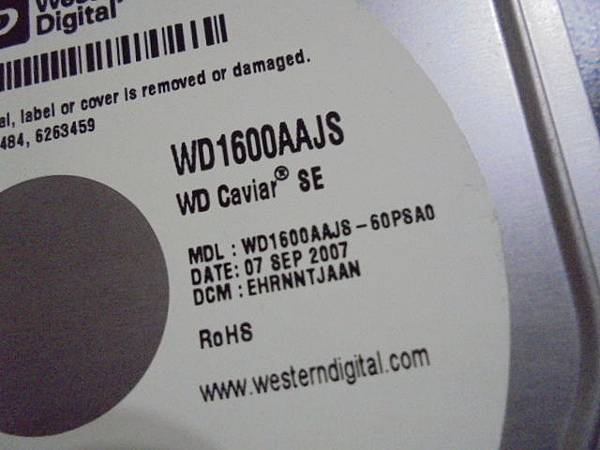 Western
Digital®
al, label or cover is removed or damaged.
484, 6263459
WD1600AAJS
WD Caviar® SE
MDL : WD1600AAJS-60PSA0
DATE: 07 SEP 2007
DCM : EHRNNTJAAN
RoHS
www.westerndigital.com